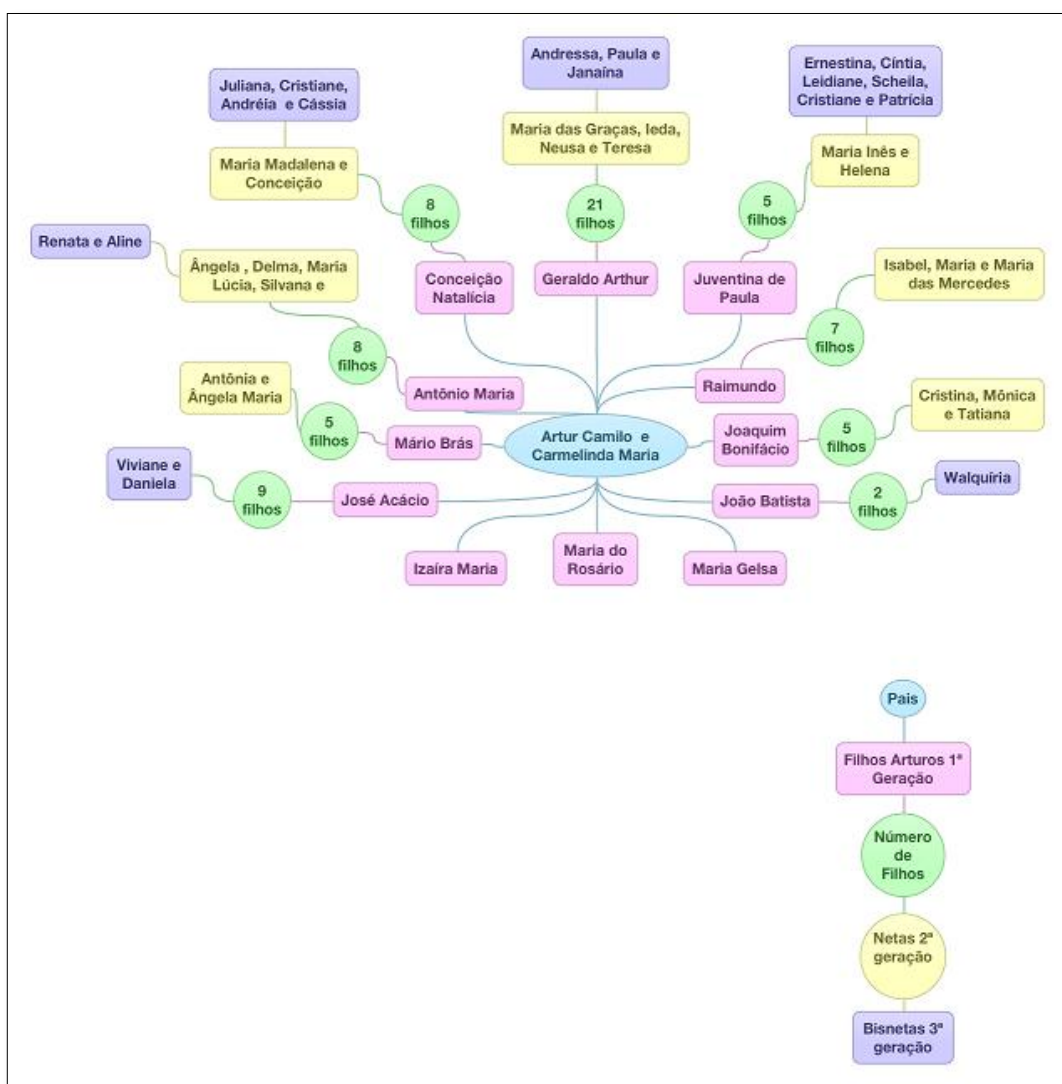 Andressa, Paula e
Janaína
Ernestina, Cíntia,
Leidiane, Scheila,
Cristiane e Patrícia
Juliana, Cristiane,
Andréia e Cássia
Maria das Graças, Ieda,
Neusa e Teresa
Maria Inês e
Helena
Maria Madalena e
Conceição
8
filhos
21
filhos
5
filhos
Renata e Aline
Ângela , Delma, Maria
Lúcia, Silvana e
Conceição
Natalícia
Geraldo Arthur
Juventina de
Paula
Isabel, Maria e Maria
das Mercedes
8
filhos
7
filhos
Antônia e
Ângela Maria
Antônio Maria
Raimundo
Cristina, Mônica
e Tatiana
5
filhos
Mário Brás
Artur Camilo e
Carmelinda Maria
Joaquim
Bonifácio
5
filhos
Viviane e
Daniela
9
filhos
José Acácio
João Batista
2
filhos
Walquíria
Izaíra Maria
Maria do
Rosário
Maria Gelsa
Pais
Filhos Arturos 1ª
Geração
Número
de
Filhos
Netas 2ª
geração
Bisnetas 3ª
geração